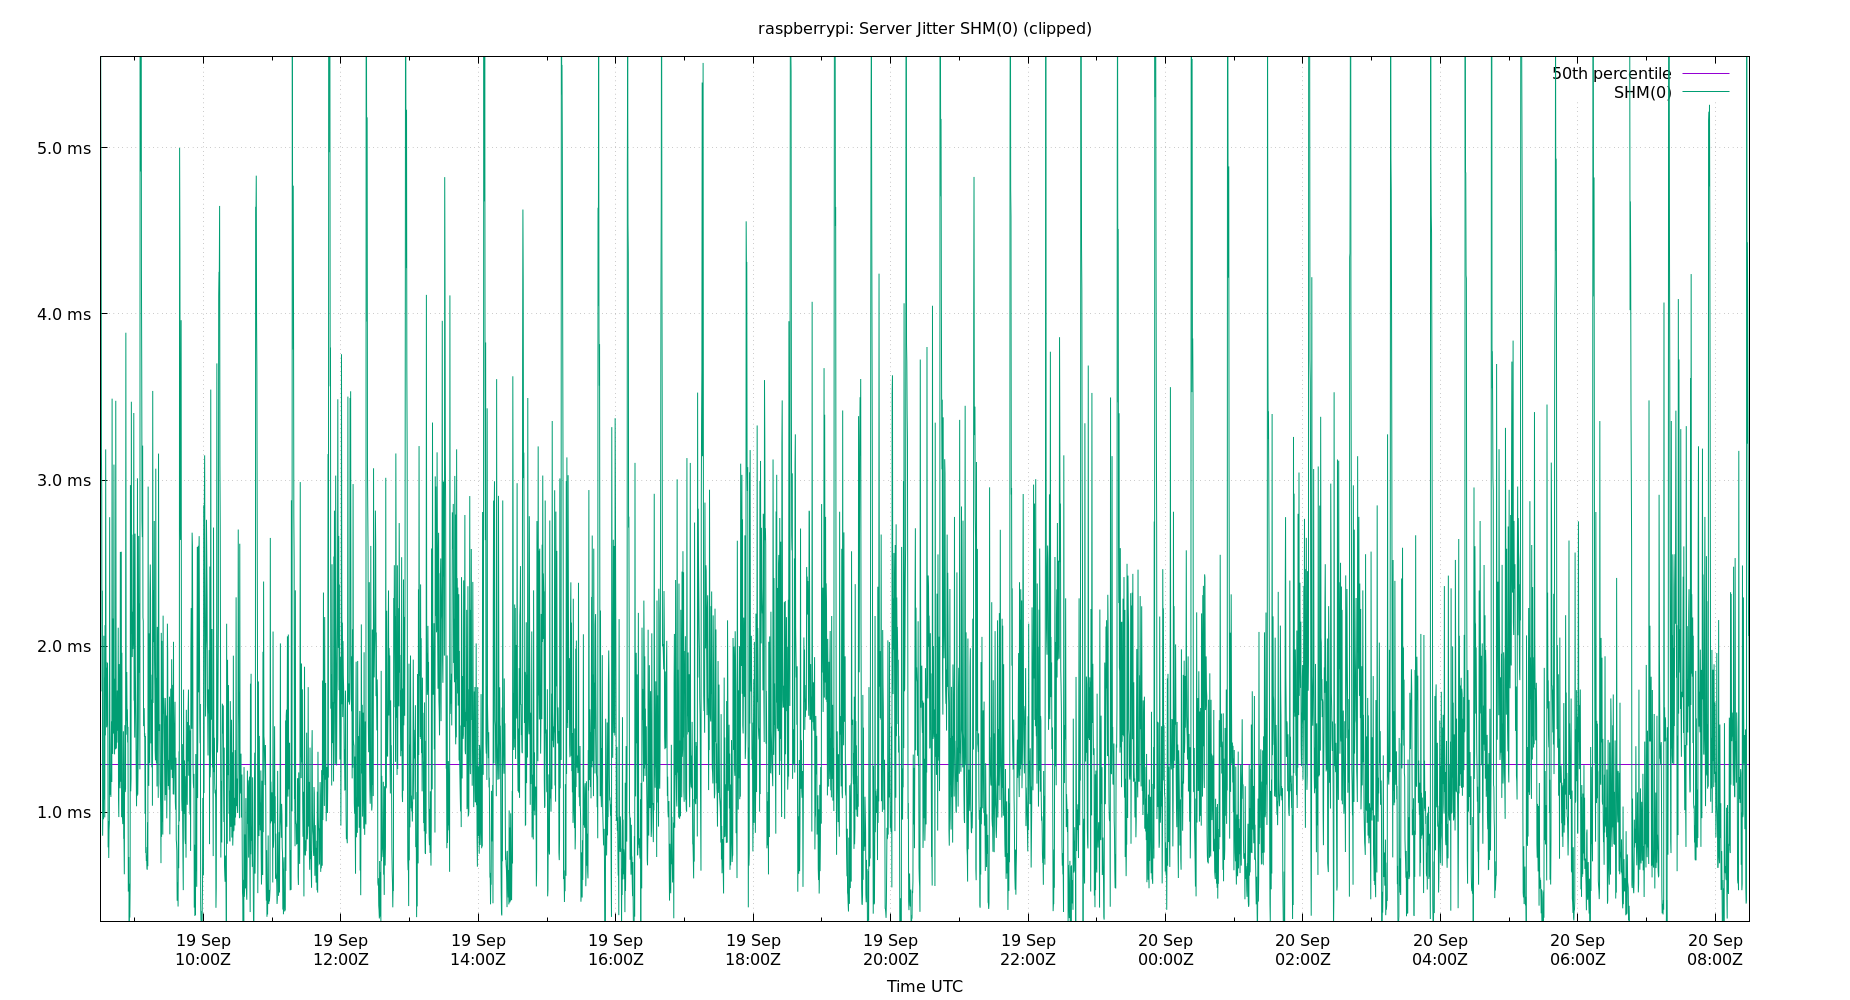 raspberrypi: Server Jitter SHM(0) (clipped)
50th percentile
SHM(0)
5.0 ms
4.0 ms
3.0 ms
2.0 ms
1.0 ms
19 Sep 19 Sep 19 Sep 19 Sep 19 Sep 19 Sep 19 Sep 20 Sep 20 Sep 20 Sep 20 Sep 20 Sep
10:00Z 12:00Z 14:00Z 16:00Z 18:00Z 20:00Z 22:00Z 00:00Z 02:00Z 04:00Z 06:00Z 08:00Z
Time UTC